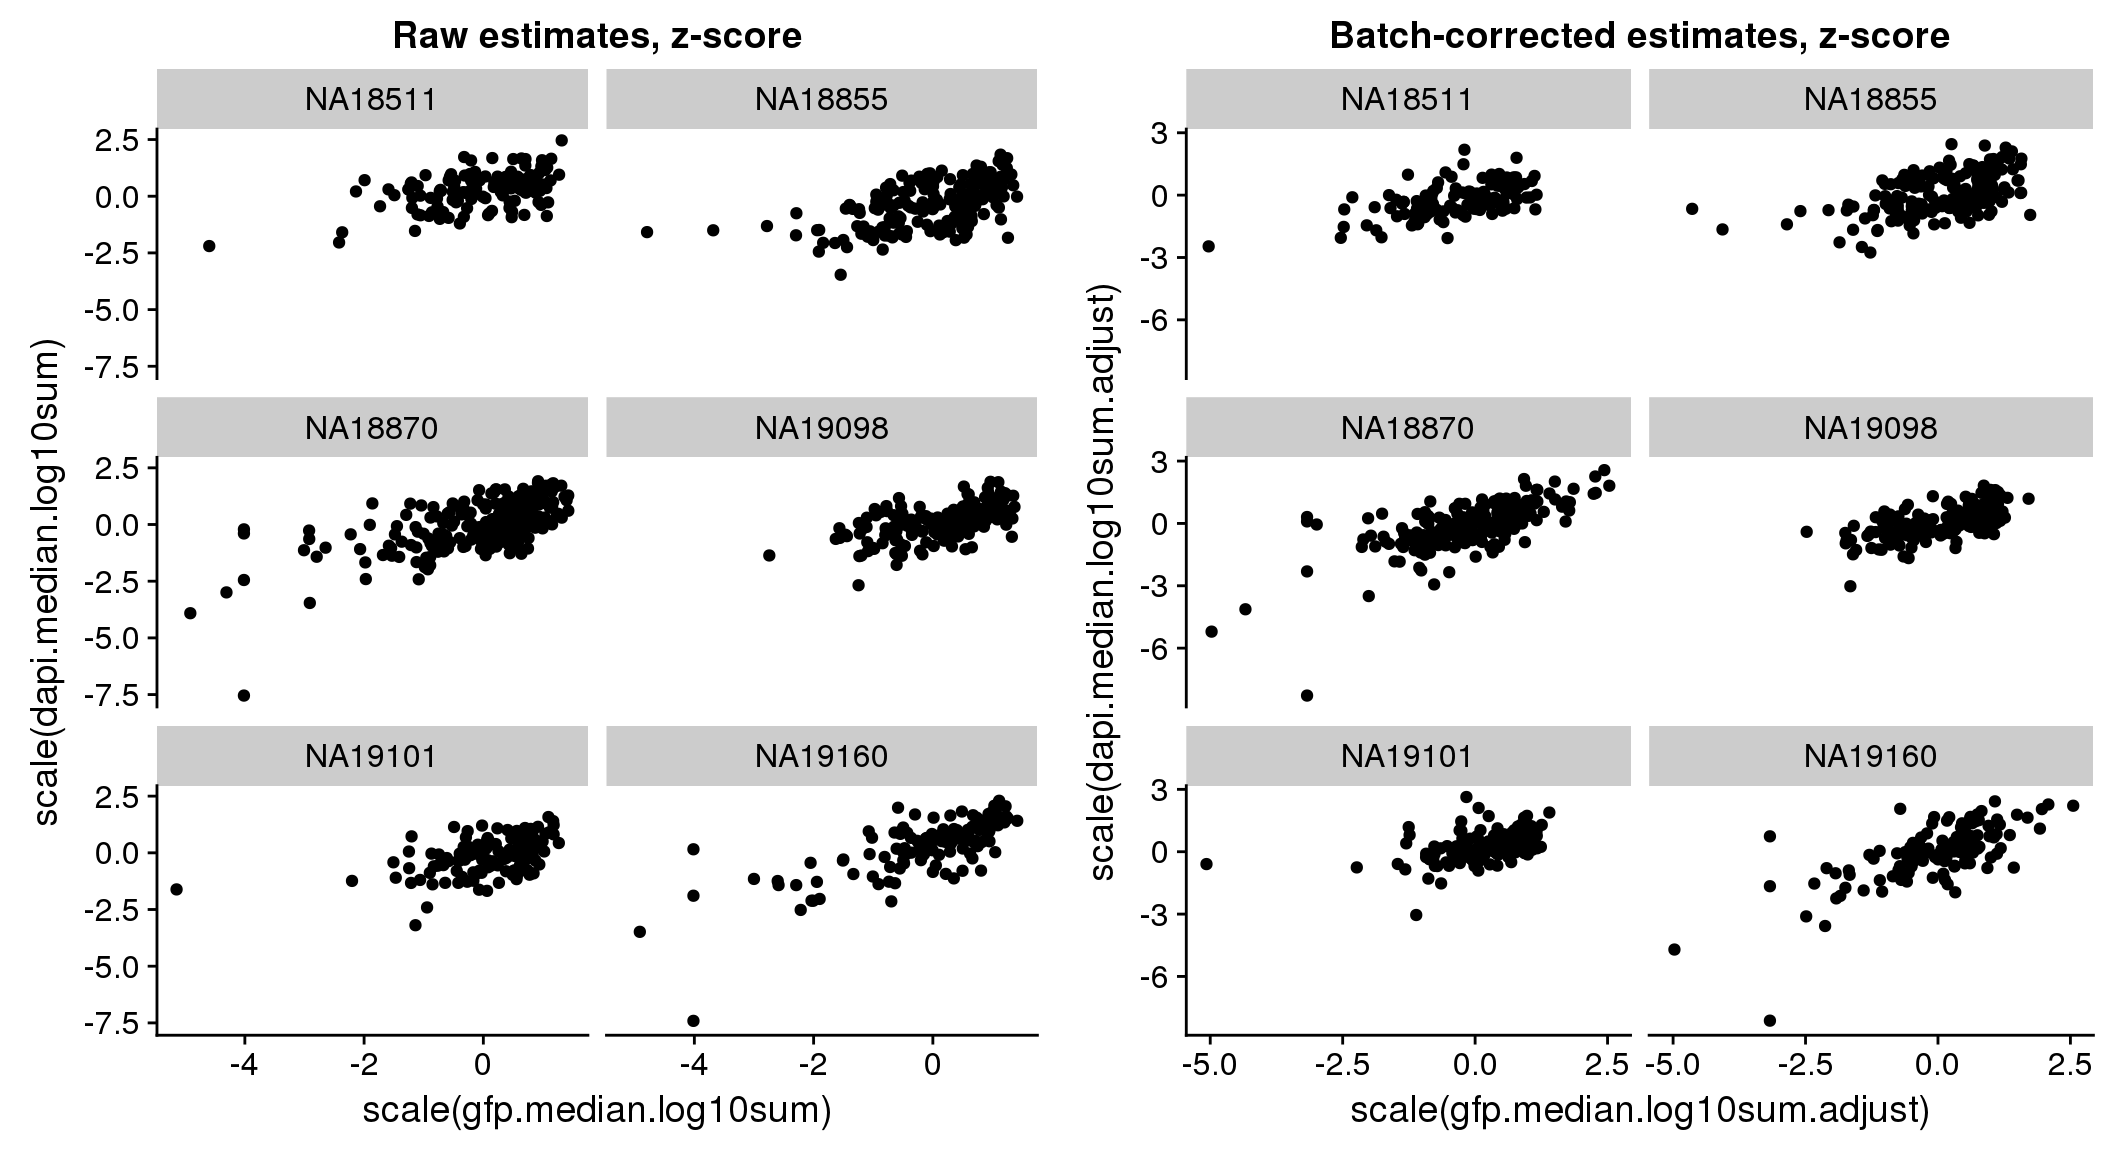 Raw estimates, z-score
NA18511 NA18855
2.5
0.0
-2.5
-5.0
-7.5
NA18870 NA19098
2.5
0.0
-2.5
-5.0
-7.5
NA19101 NA19160
2.5
0.0
-2.5
-5.0
-7.5
-4 -2 0 -4 -2 0
scale(gfp.median.log10sum)
scale(dapi.median.log10sum)
Batch-corrected estimates, z-score
NA18511 NA18855
3
0
-3
-6
NA18870 NA19098
3
0
-3
-6
NA19101 NA19160
3
0
-3
-6
-5.0 -2.5 0.0 2.5 -5.0 -2.5 0.0 2.5
scale(gfp.median.log10sum.adjust)
scale(dapi.median.log10sum.adjust)